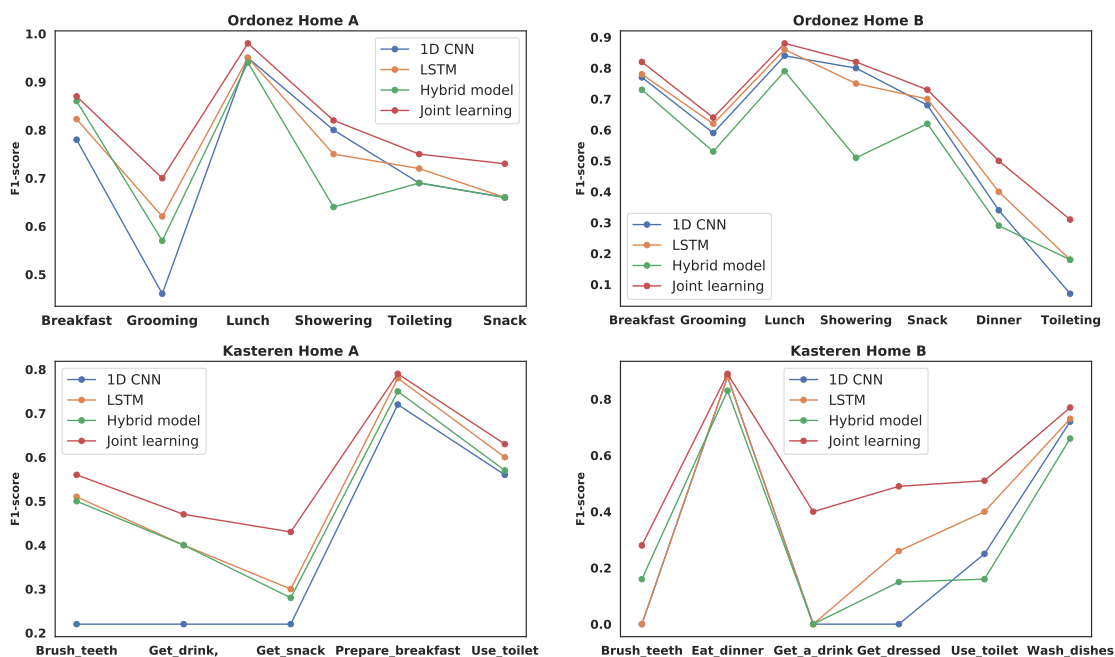 Ordonez Home A
1.0
0.9
0.8
0.7
0.6
0.5
F1-score
1D CNN
LSTM
Hybrid model
Joint learning
Breakfast Grooming Lunch Showering Toileting Snack
Ordonez Home B
0.9
0.8
0.7
0.6
0.5
0.4
0.3
0.2
0.1
F1-score
1D CNN
LSTM
Hybrid model
Joint learning
Breakfast Grooming Lunch Showering Snack Dinner Toileting
Kasteren Home A
0.8
0.7
0.6
0.5
0.4
0.3
0.2
F1-score
1D CNN
LSTM
Hybrid model
Joint learning
Brush_teeth Get_drink, Get_snack Prepare_breakfast Use_toilet
Kasteren Home B
0.8
0.6
0.4
0.2
0.0
F1-score
1D CNN
LSTM
Hybrid model
Joint learning
Brush_teeth Eat_dinner Get_a_drink Get_dressed Use_toilet Wash_dishes